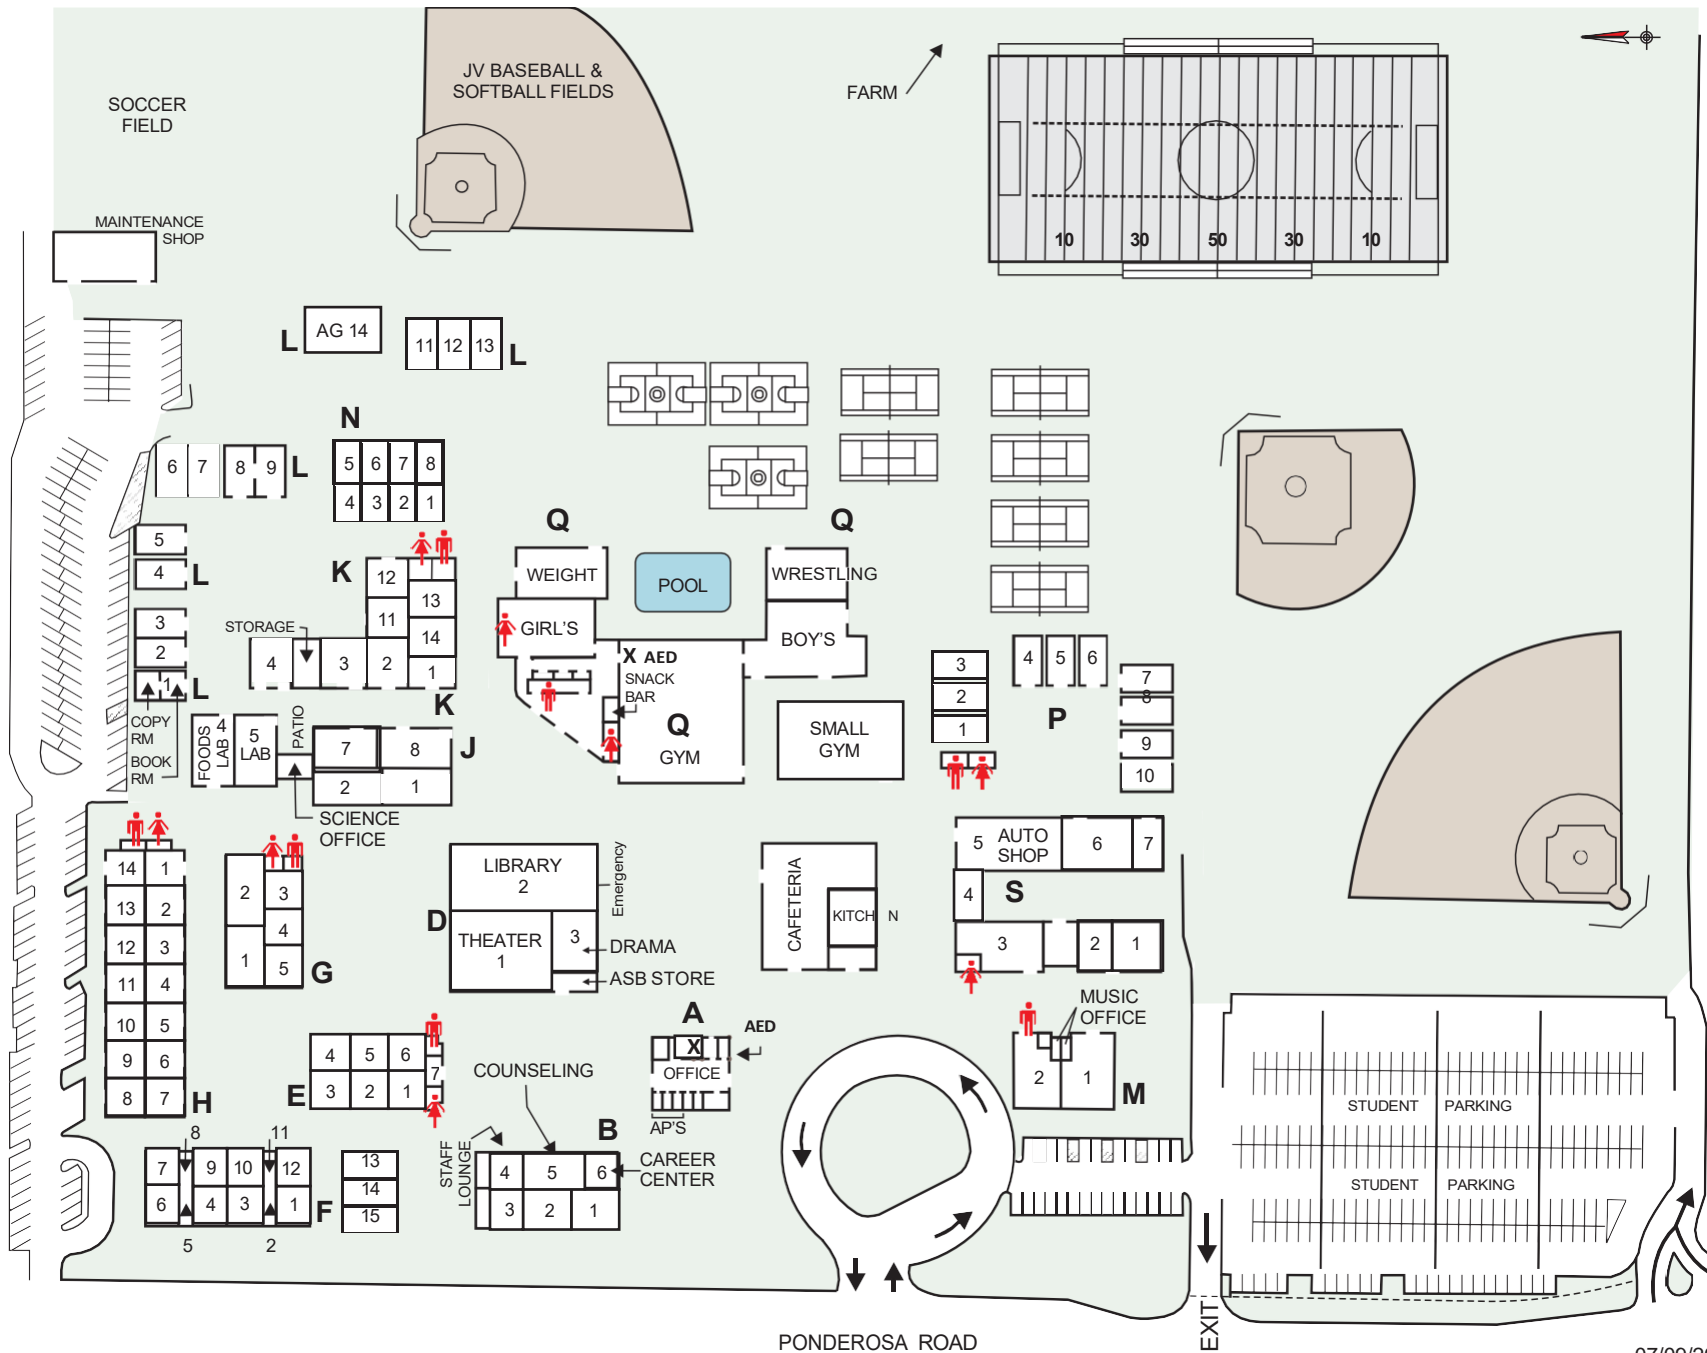 JV BASEBALL &
SOFTBALL FIELDS
SOCCER
FIELD
FARM
MAINTENANCE
SHOP
10 30 50 30 10
L AG 14
11 12 13 L
N
5 6 7 8
4 3 2 1
6 7 8 9 L
5
4 L
3
2
1 L
COPY
RM
BOOK
RM
K
12
11 13
14
STORAGE
4 3 2 1
K
Q
WEIGHT
GIRL'S
POOL
Q
WRESTLING
BOY'S
X AED
SNACK
BAR
Q
GYM
SMALL
GYM
3
2
1
4 5 6
P
7
8
9
10
FOODS
LAB 4
5
LAB
PATIO
7 8 J
2 1
SCIENCE
OFFICE
14 1
13 2
12 3
11 4
10 5
9 6
8 7 H
2 3
4
1 5 G
LIBRARY
2
Emergency
D
THEATER
1
3
DRAMA
ASB STORE
CAFETERIA
KITCH N
5 AUTO
SHOP
6 7
4 S
3 2 1
MUSIC
OFFICE
2 1 M
A
AED
X
OFFICE
AP'S
4 5 6
7
E 3 2 1
COUNSELING
B
STAFF
LOUNGE
4 5 6
CAREER
CENTER
3 2 1
8 11
7 9 10 12
6 4 3 1 F
5 2
13
14
15
STUDENT PARKING
STUDENT PARKING
EXIT
PONDEROSA ROAD